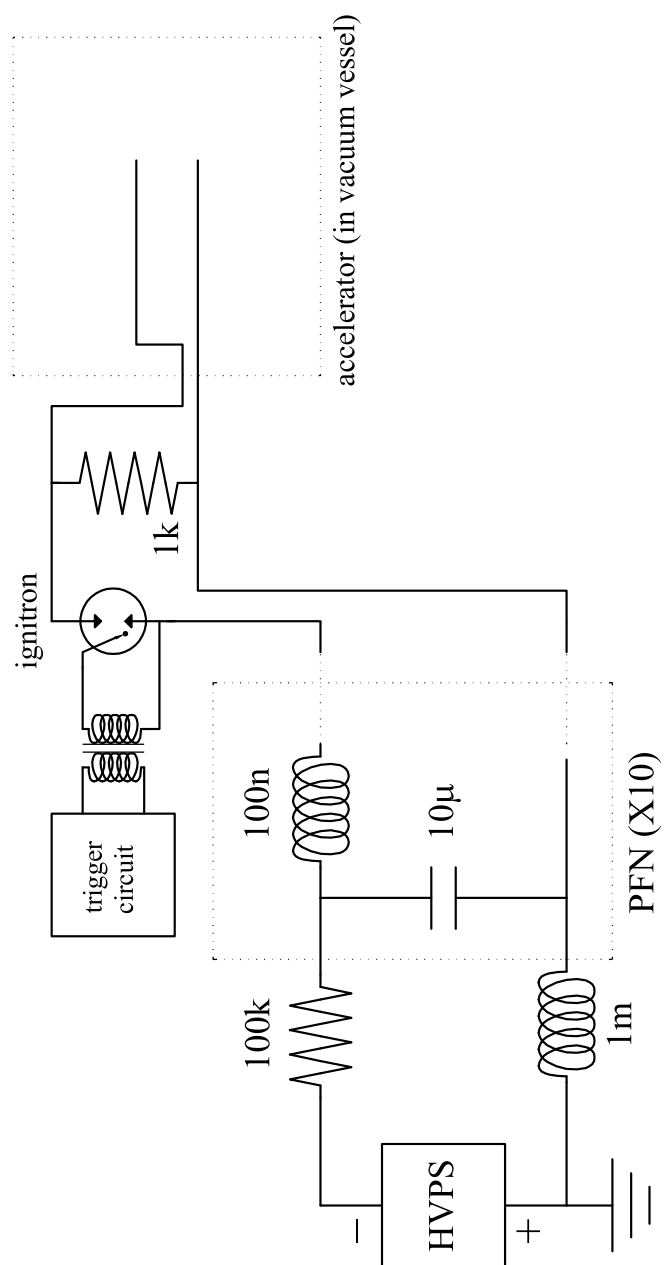 accelerator (in vacuum vessel)
1k
ignitron
trigger
circuit
100n
10μ
PFN (X10)
100k
1m
−
HVPS
+